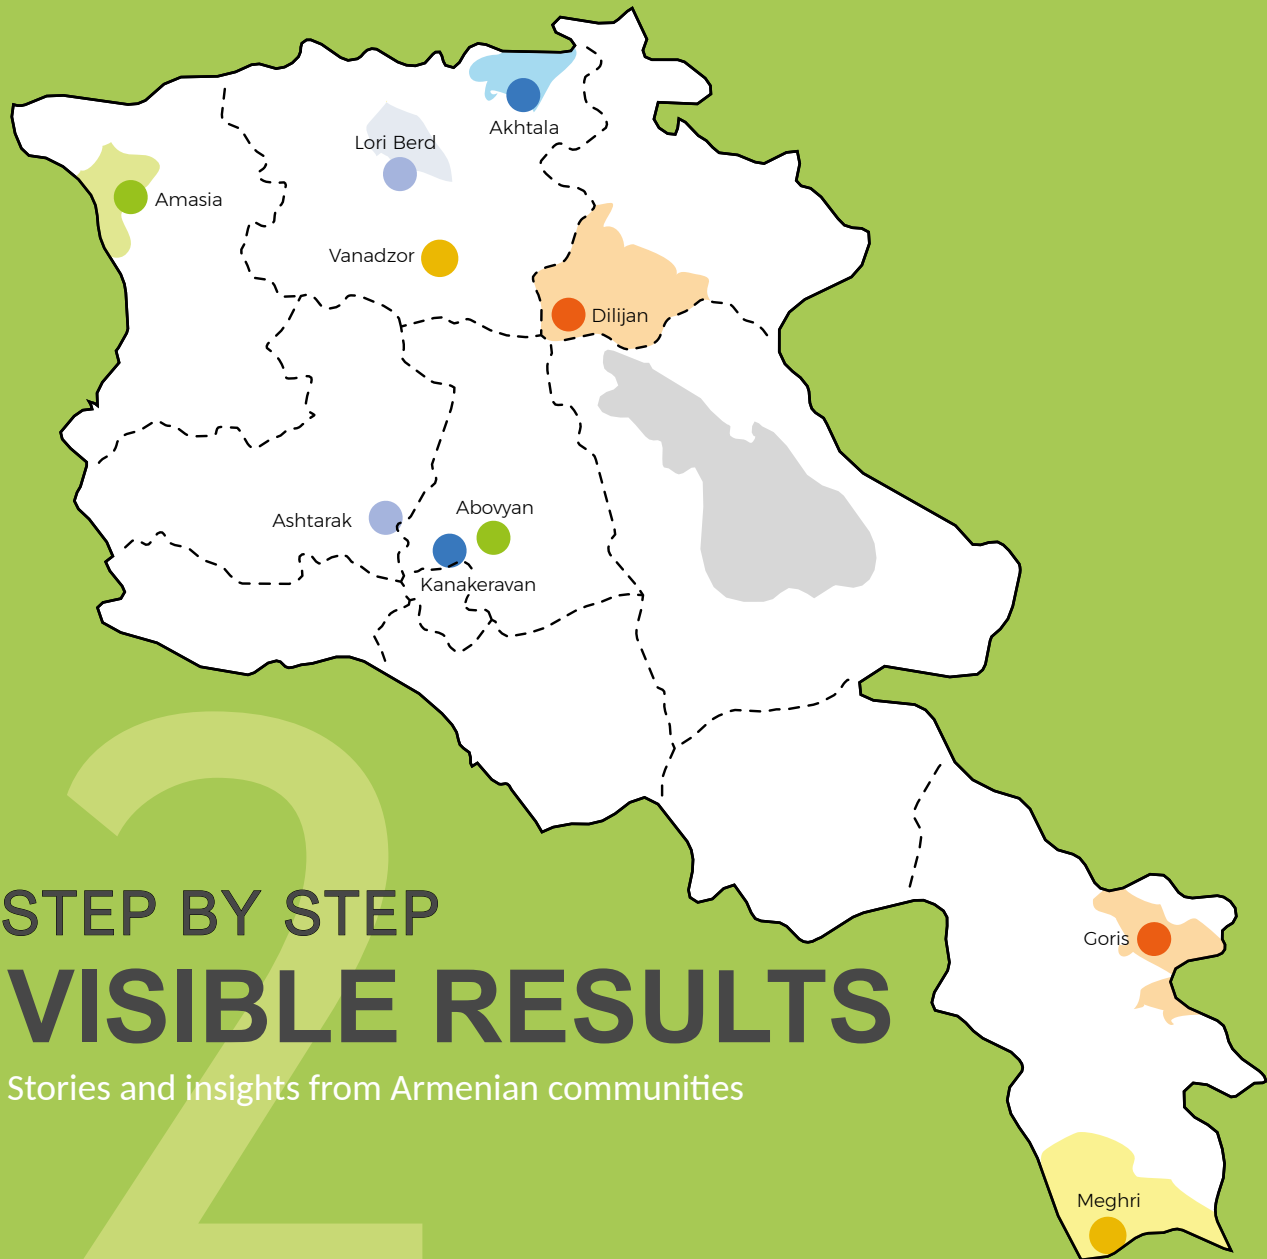 Akhtala
Lori Berd
Amasia
Vanadzor
Dilijan
Abovyan
Ashtarak
Kanakeravan
2
STEP BY STEP
Goris
VISIBLE RESULTS
Stories and insights from Armenian communities
Meghri